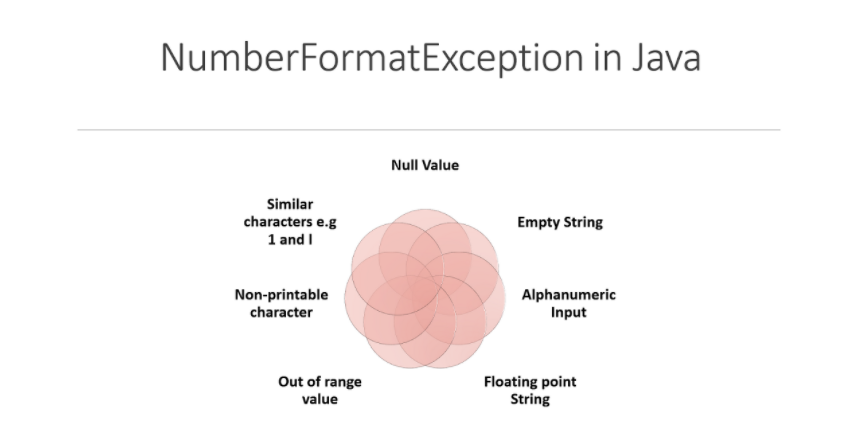 NumberFormatException in Java
Null Value
Similar
characters e.g
1 and l
Empty String
Non-printable
character
Alphanumeric
Input
Out of range
value
Floating point
String